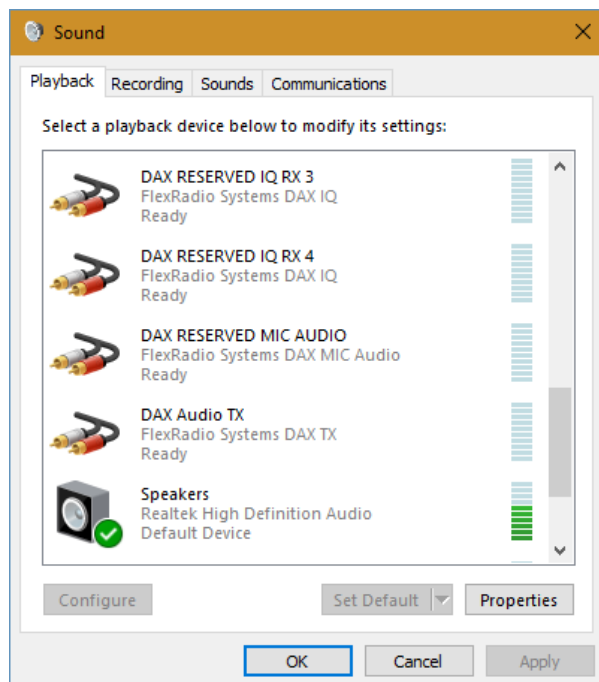 Sound
Playback Recording Sounds Communications
Select a playback device below to modify its settings:
DAX RESERVED IQ RX 3
FlexRadio Systems DAX IQ
Ready
DAX RESERVED IQ RX 4
FlexRadio Systems DAX IQ
Ready
DAX RESERVED MIC AUDIO
FlexRadio Systems DAX MIC Audio
Ready
DAX Audio TX
FlexRadio Systems DAX TX
Ready
Speakers
Realtek High Definition Audio
Default Device
Configure Set Default Properties
OK Cancel Apply